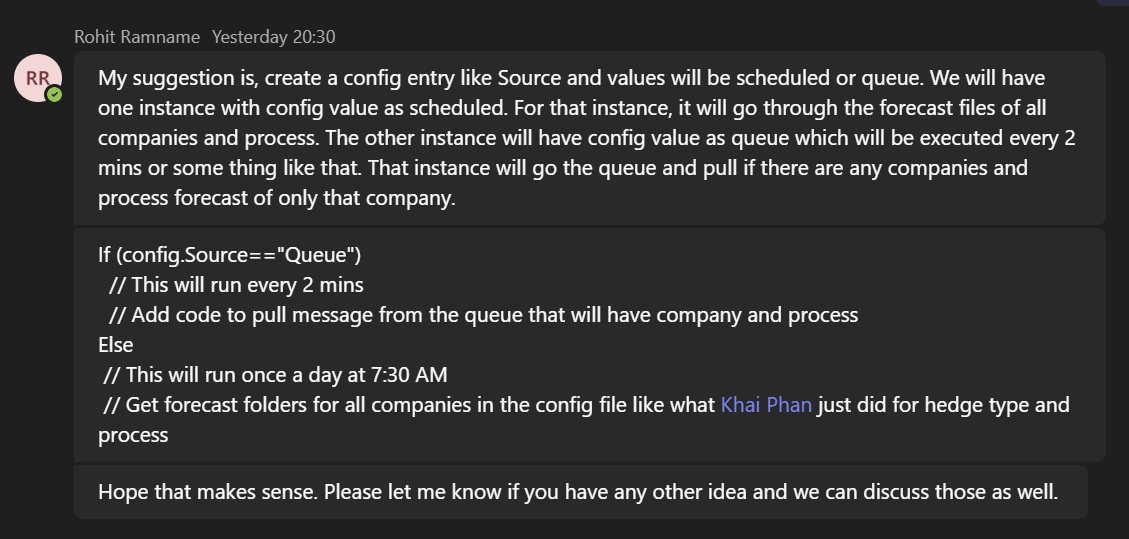 Rohit Ramname Yesterday 20:30
RR
My suggestion is, create a config entry like Source and values will be scheduled or queue. We will have
one instance with config value as scheduled. For that instance, it will go through the forecast files of all
companies and process. The other instance will have config value as queue which will be executed every 2
mins or some thing like that. That instance will go the queue and pull if there are any companies and
process forecast of only that company.
If (config.Source=="Queue")
// This will run every 2 mins
// Add code to pull message from the queue that will have company and process
Else
// This will run once a day at 7:30 AM
// Get forecast folders for all companies in the config file like what Khai Phan just did for hedge type and
process
Hope that makes sense. Please let me know if you have any other idea and we can discuss those as well.